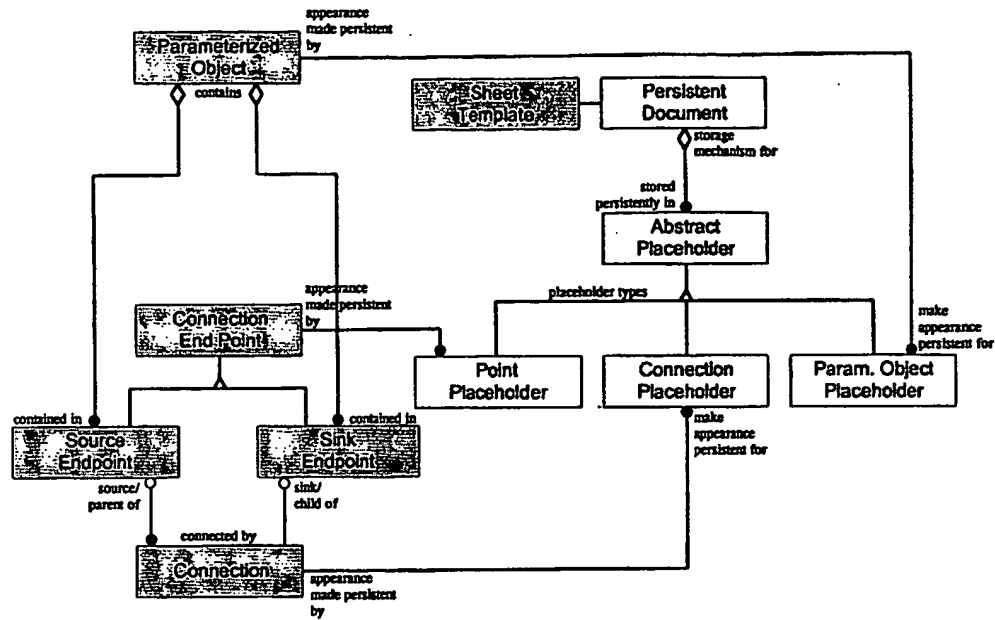 appearance
made persistent
by
Parameterized
Object
contains
Sheet
Template
Persistent
Document
storage
mechanism for
stored
persistently in
Abstract
Placeholder
placeholder types
appearance
made persistent
by
Connection
End Point
make
appearance
persistent for
Point
Placeholder
Connection
Placeholder
Param. Object
Placeholder
contained in
contained in
Source
Endpoint
Sink
Endpoint
make
appearance
persistent for
source/
parent of
sink/
child of
connected by
Connection
appearance
made persistent
by